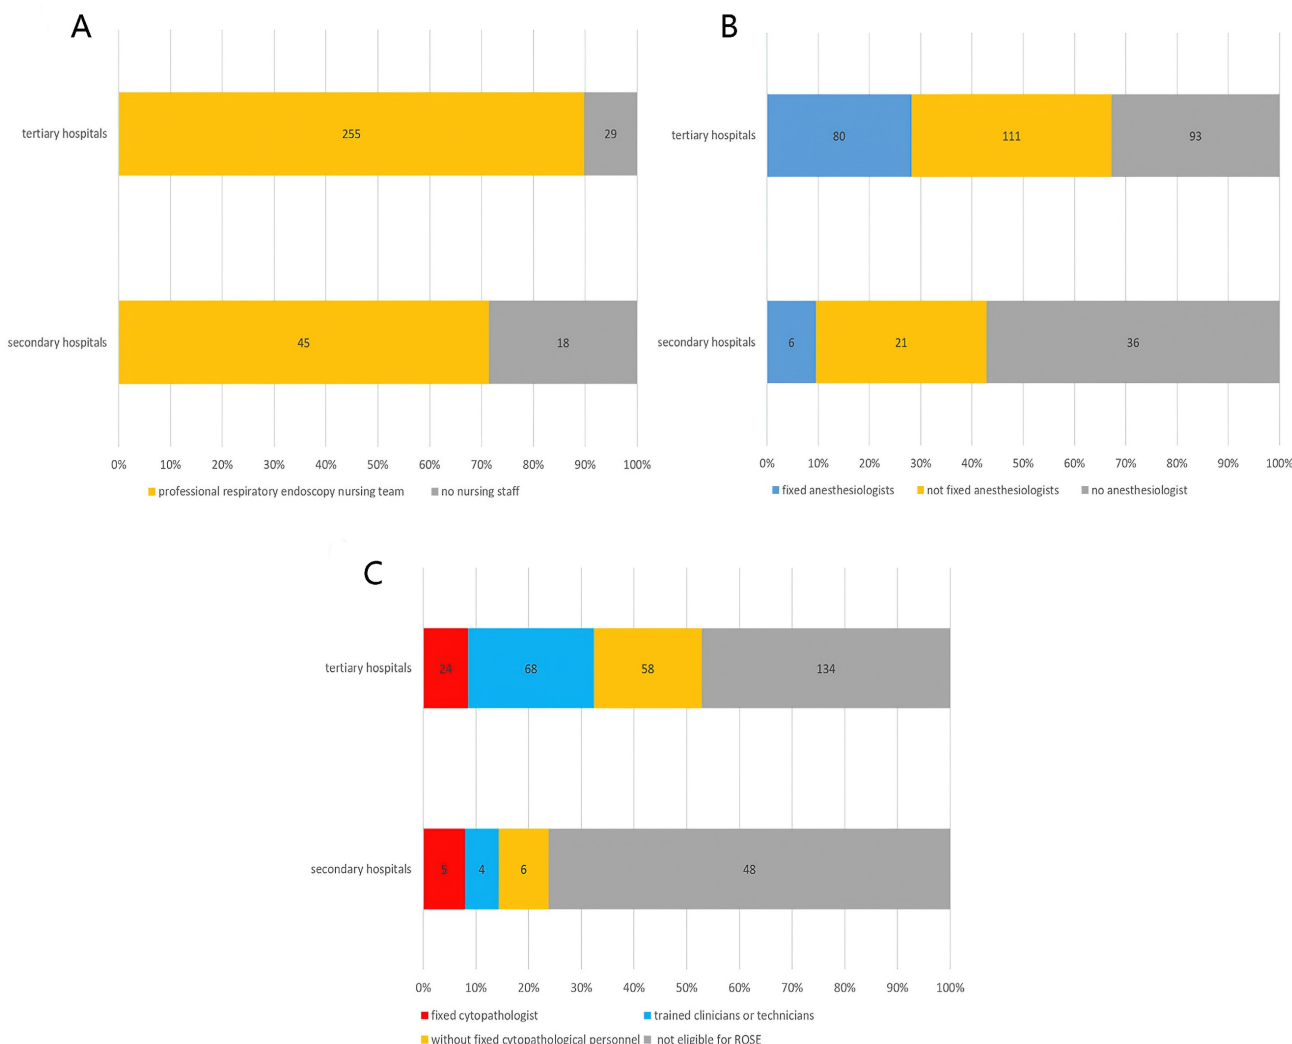 A
tertiary hospitals
255
29
secondary hospitals
45
18
0% 10% 20% 30% 40% 50% 60% 70% 80% 90% 100%
professional respiratory endoscopy nursing team no nursing staff
B
tertiary hospitals
80
111
93
secondary hospitals
6
21
36
0% 10% 20% 30% 40% 50% 60% 70% 80% 90% 100%
fixed anesthesiologists not fixed anesthesiologists no anesthesiologist
C
tertiary hospitals
24
68
58
134
secondary hospitals
5
4
6
48
0% 10% 20% 30% 40% 50% 60% 70% 80% 90% 100%
fixed cytopathologist trained clinicians or technicians
without fixed cytopathological personnel not eligible for ROSE